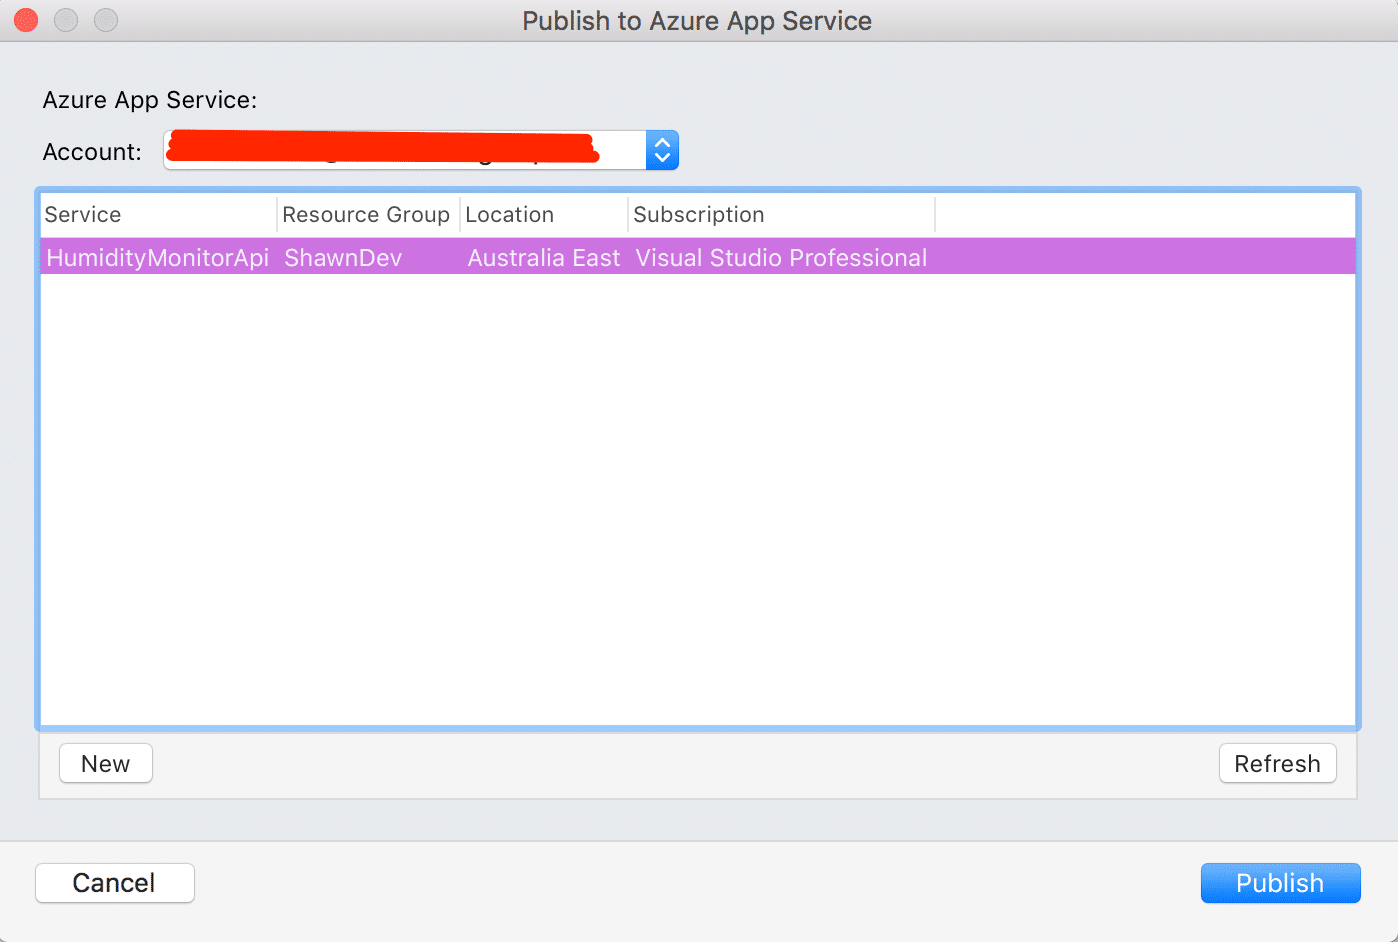 Publish to Azure App Service
Azure App Service:
Account:
Service Resource Group Location Subscription
HumidityMonitorApi ShawnDev Australia East Visual Studio Professional
New Refresh
Cancel Publish